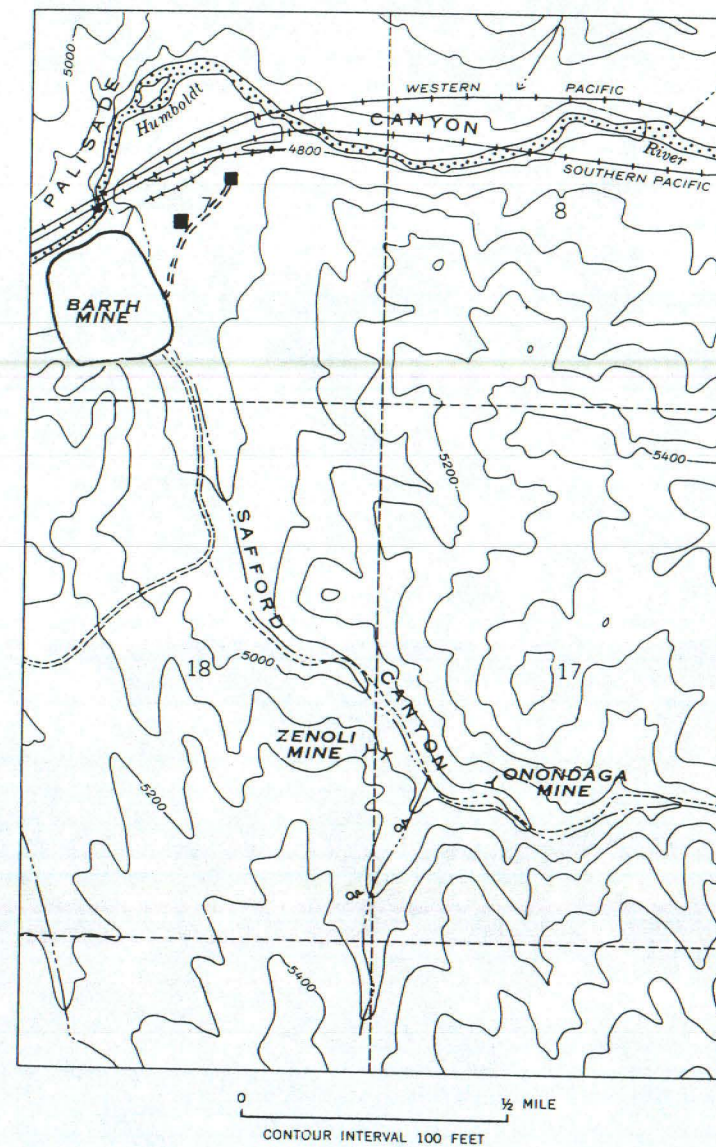 5000
PALISADE
Humboldt
WESTERN PACIFIC
CANYON
River
4800
SOUTHERN PACIFIC
7
8
BARTH
MINE
5200
5400
SAFFORD
CANYON
18
5000
17
ZENOLI
MINE
ONONDAGA
MINE
5200
5400
0 ½ MILE
CONTOUR INTERVAL 100 FEET